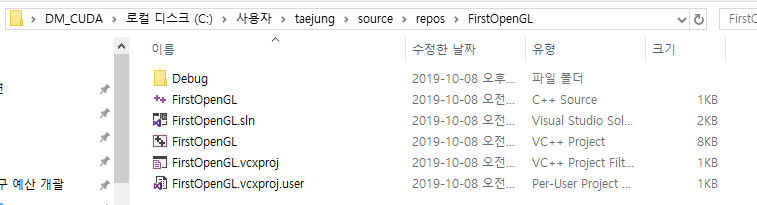 DM_CUDA > 로컬 디스크 (C:) > 사용자 > taejung > source > repos > FirstOpenGL
이름 수정한 날짜 유형 크기
Debug 2019-10-08 오후... 파일 폴더
FirstOpenGL 2019-10-08 오전... C++ Source 1KB
FirstOpenGL.sln 2019-10-08 오전... Visual Studio Sol... 2KB
FirstOpenGL 2019-10-08 오전... VC++ Project 8KB
FirstOpenGL.vcxproj 2019-10-08 오전... VC++ Project Filt... 1KB
구 예산 개괄 FirstOpenGL.vcxproj.user 2019-10-08 오전... Per-User Project ... 1KB